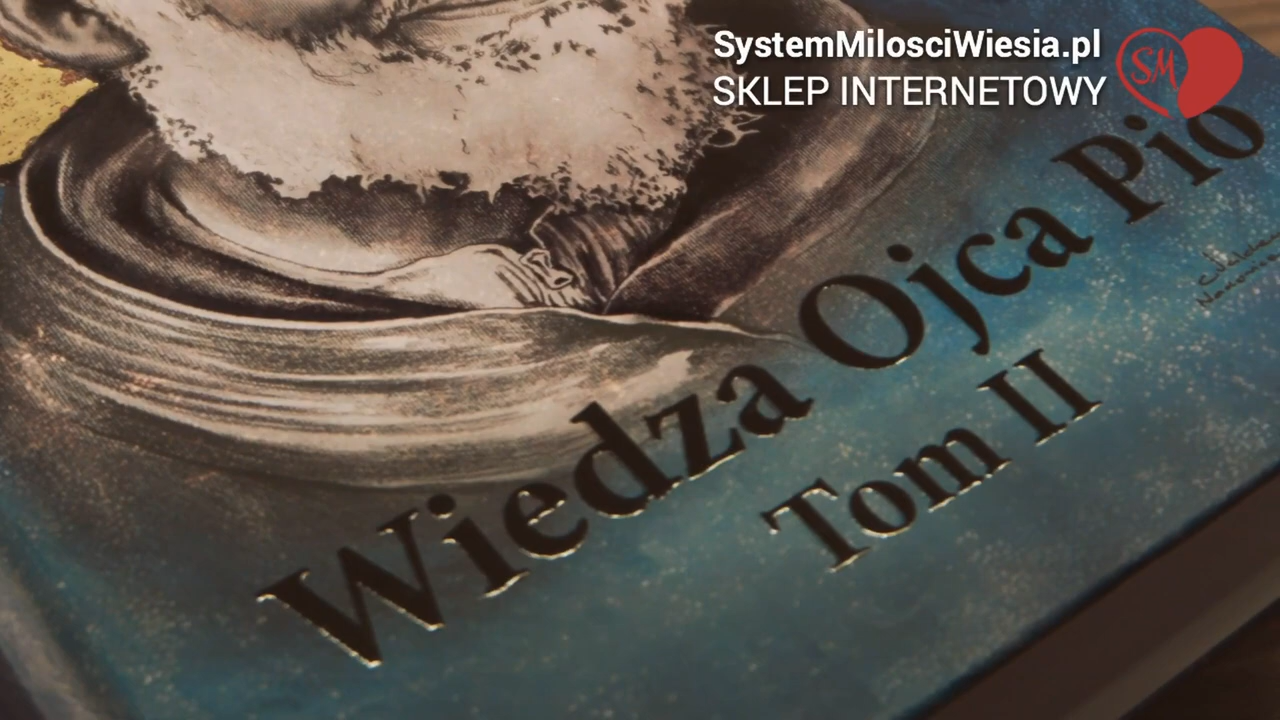 SystemMilosciWiesia.pl
SKLEP INTERNETOWY
SM
Wiedza Ojca Pio
Tom II